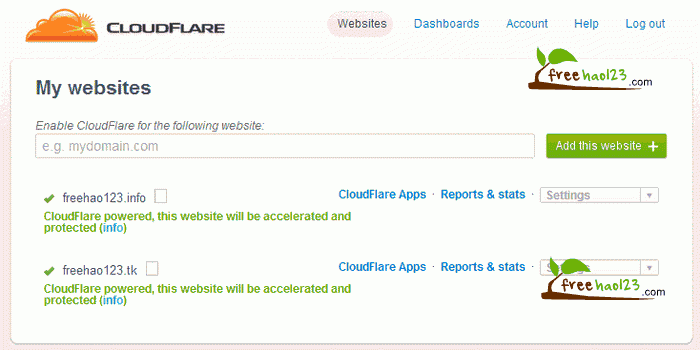 CLOUDFLARE
Websites Dashboards Account Help Log out
freehao123.com
My websites
Enable CloudFlare for the following website:
e.g. mydomain.com
Add this website +
freehao123.info
CloudFlare Apps · Reports & stats · Settings
CloudFlare powered, this website will be accelerated and
protected (info)
freehao123.tk
CloudFlare Apps · Reports & stats ·
CloudFlare powered, this website will be accelerated and
protected (info)
freehao123.com